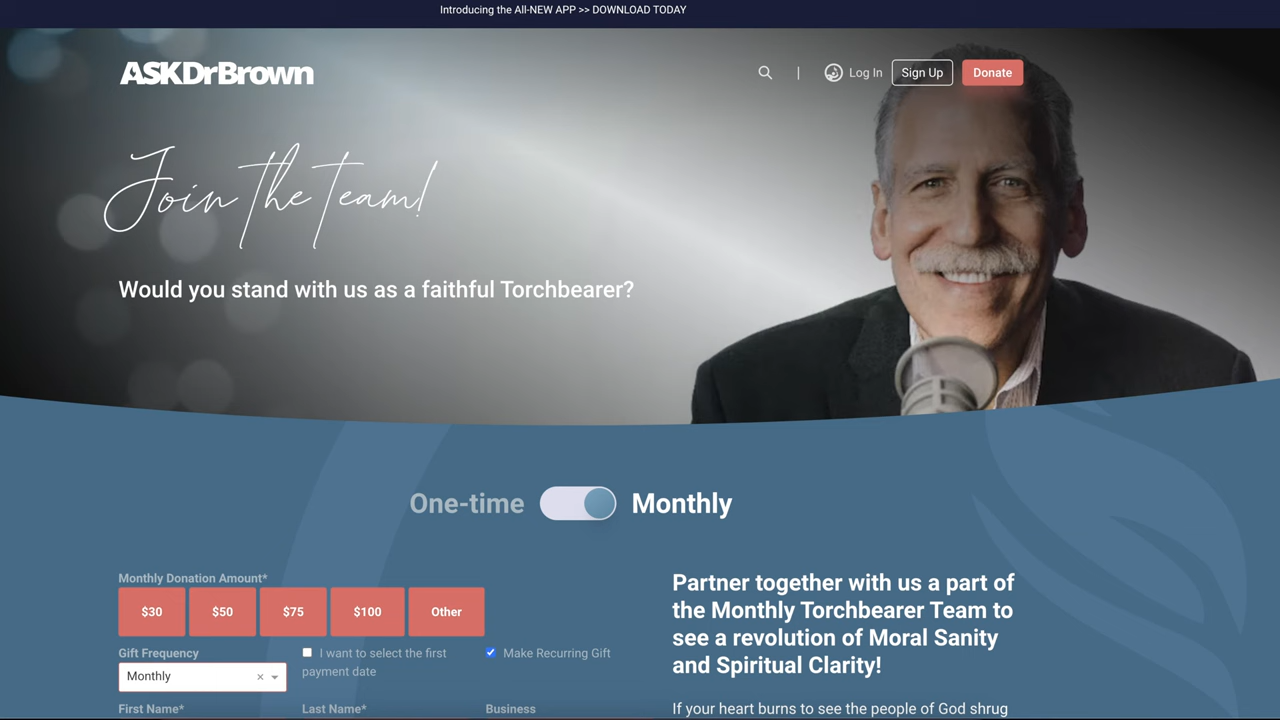 Introducing the All-NEW APP >> DOWNLOAD TODAY
ASKDrBrown
| Log In Sign Up Donate
Join the team!
Would you stand with us as a faithful Torchbearer?
One-time Monthly
Monthly Donation Amount*
$30 $50 $75 $100 Other
Gift Frequency
Monthly × 
I want to select the first
payment date
Make Recurring Gift
First Name* Last Name* Business
Partner together with us a part of
the Monthly Torchbearer Team to
see a revolution of Moral Sanity
and Spiritual Clarity!
If your heart burns to see the people of God shrug